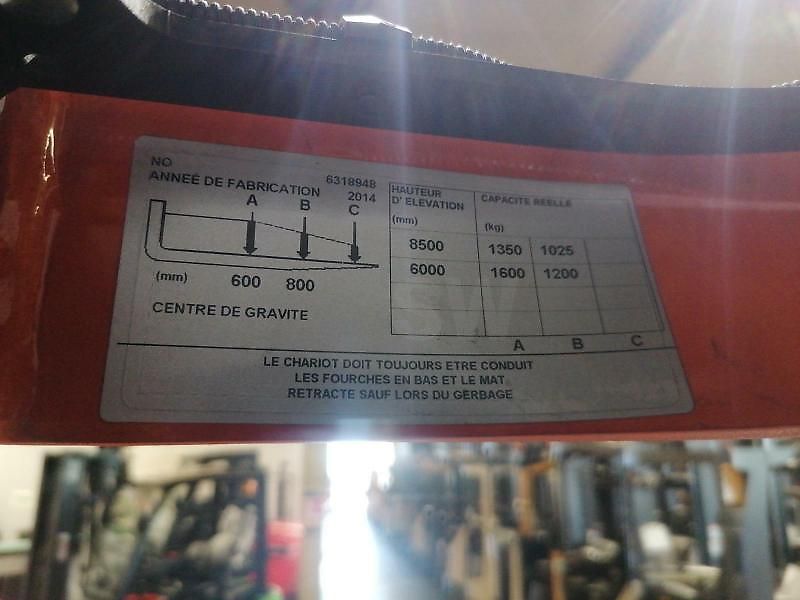 NO 6318948
ANNEÉ DE FABRICATION 2014
A B C
(mm) 600 800
CENTRE DE GRAVITE
HAUTEUR
D' ELEVATION
(mm)
CAPACITE REELLE
(kg)
8500 1350 1025
6000 1600 1200
A B C
LE CHARIOT DOIT TOUJOURS ETRE CONDUIT
LES FOURCHES EN BAS ET LE MAT
RETRACTE SAUF LORS DU GERBAGE